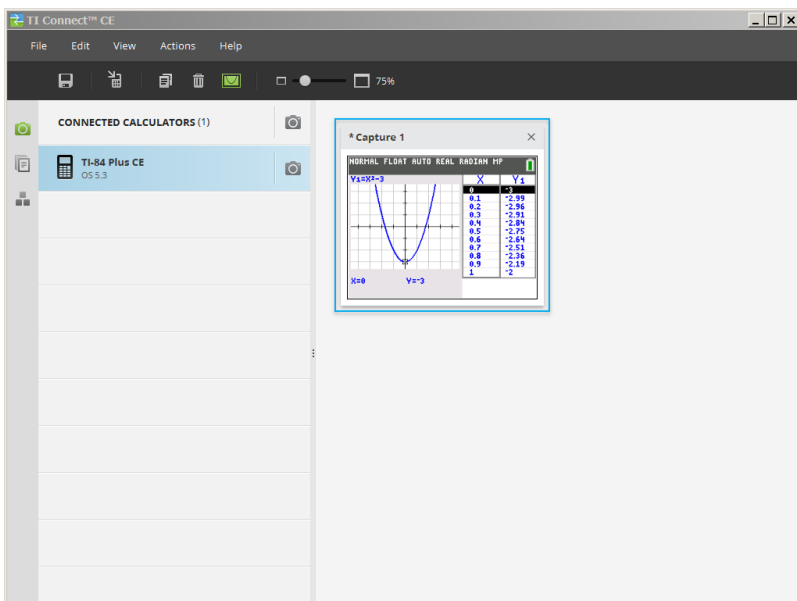 TI Connect™ CE
File Edit View Actions Help
75%
CONNECTED CALCULATORS (1)
TI-84 Plus CE
OS 5.3
*Capture 1
NORMAL FLOAT AUTO REAL RADIAN MP
Y₁=X²-3
X Y₁
0 -3
0.1 -2.99
0.2 -2.96
0.3 -2.91
0.4 -2.84
0.5 -2.75
0.6 -2.64
0.7 -2.51
0.8 -2.36
0.9 -2.19
1 -2
X=0 Y=-3